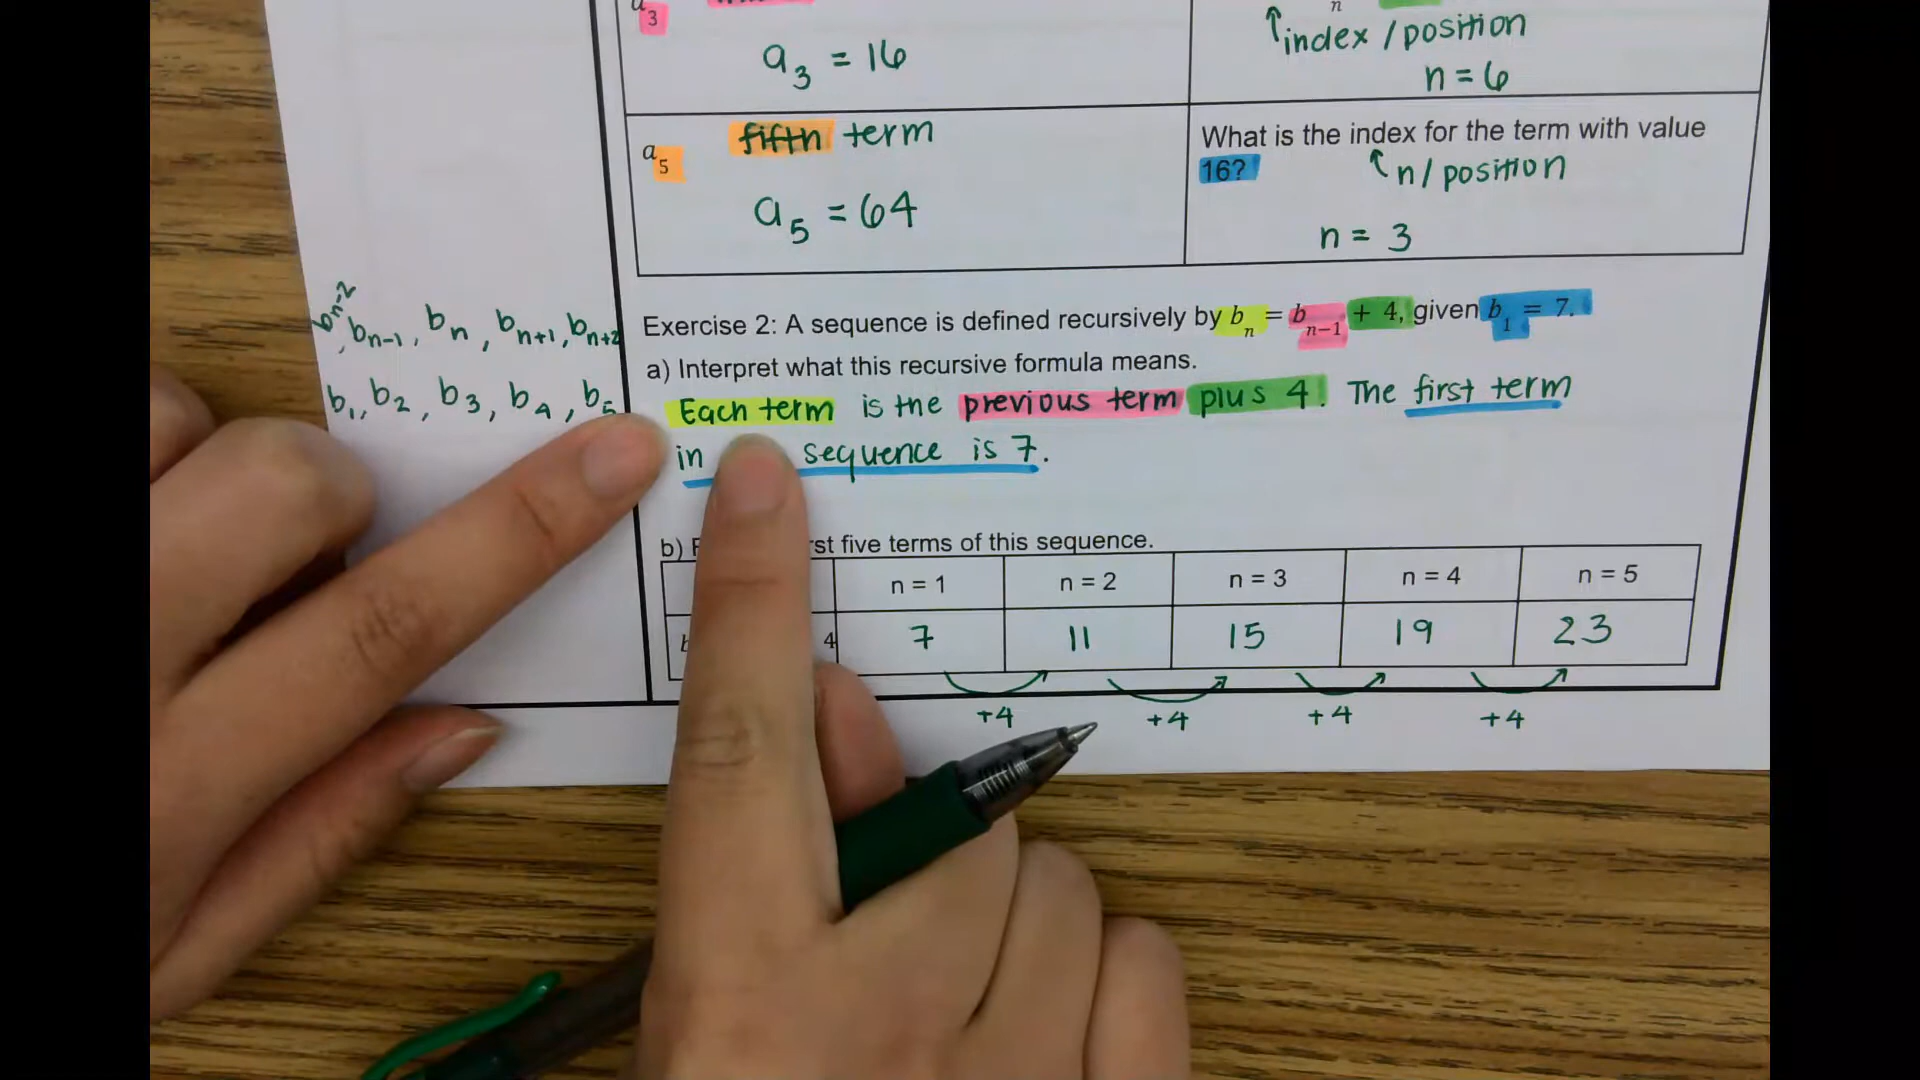 a3
a3 = 16
n
index / position
n = 6
a5
fifth term
a5 = 64
What is the index for the term with value
16?
n / position
n = 3
bn-2, bn-1, bn, bn+1, bn+2
b1, b2, b3, b4, b5
Exercise 2: A sequence is defined recursively by bn = bn−1 + 4, given b1 = 7.
a) Interpret what this recursive formula means.
Each term is the previous term plus 4. The first term
in sequence is 7.
b) first five terms of this sequence.
n = 1 n = 2 n = 3 n = 4 n = 5
4 7 11 15 19 23
+4 +4 +4 +4